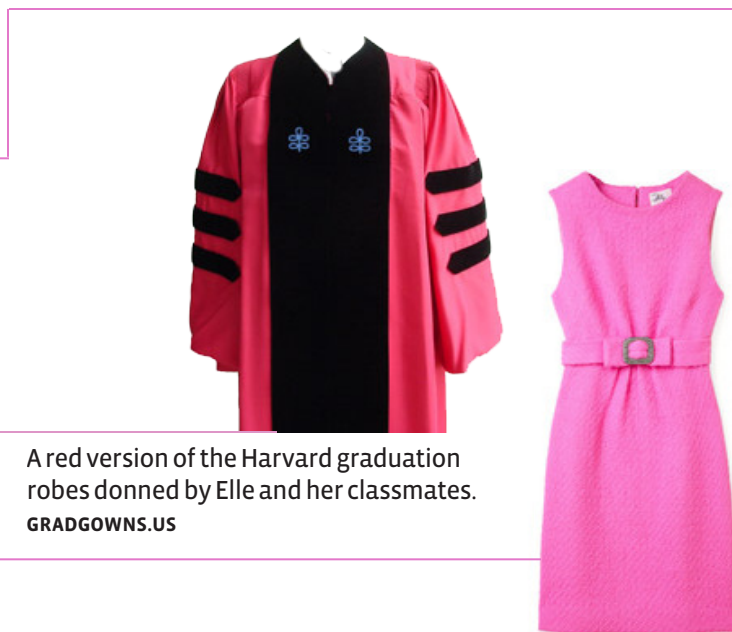 A red version of the Harvard graduation
robes donned by Elle and her classmates.
GRADGOWNS.US